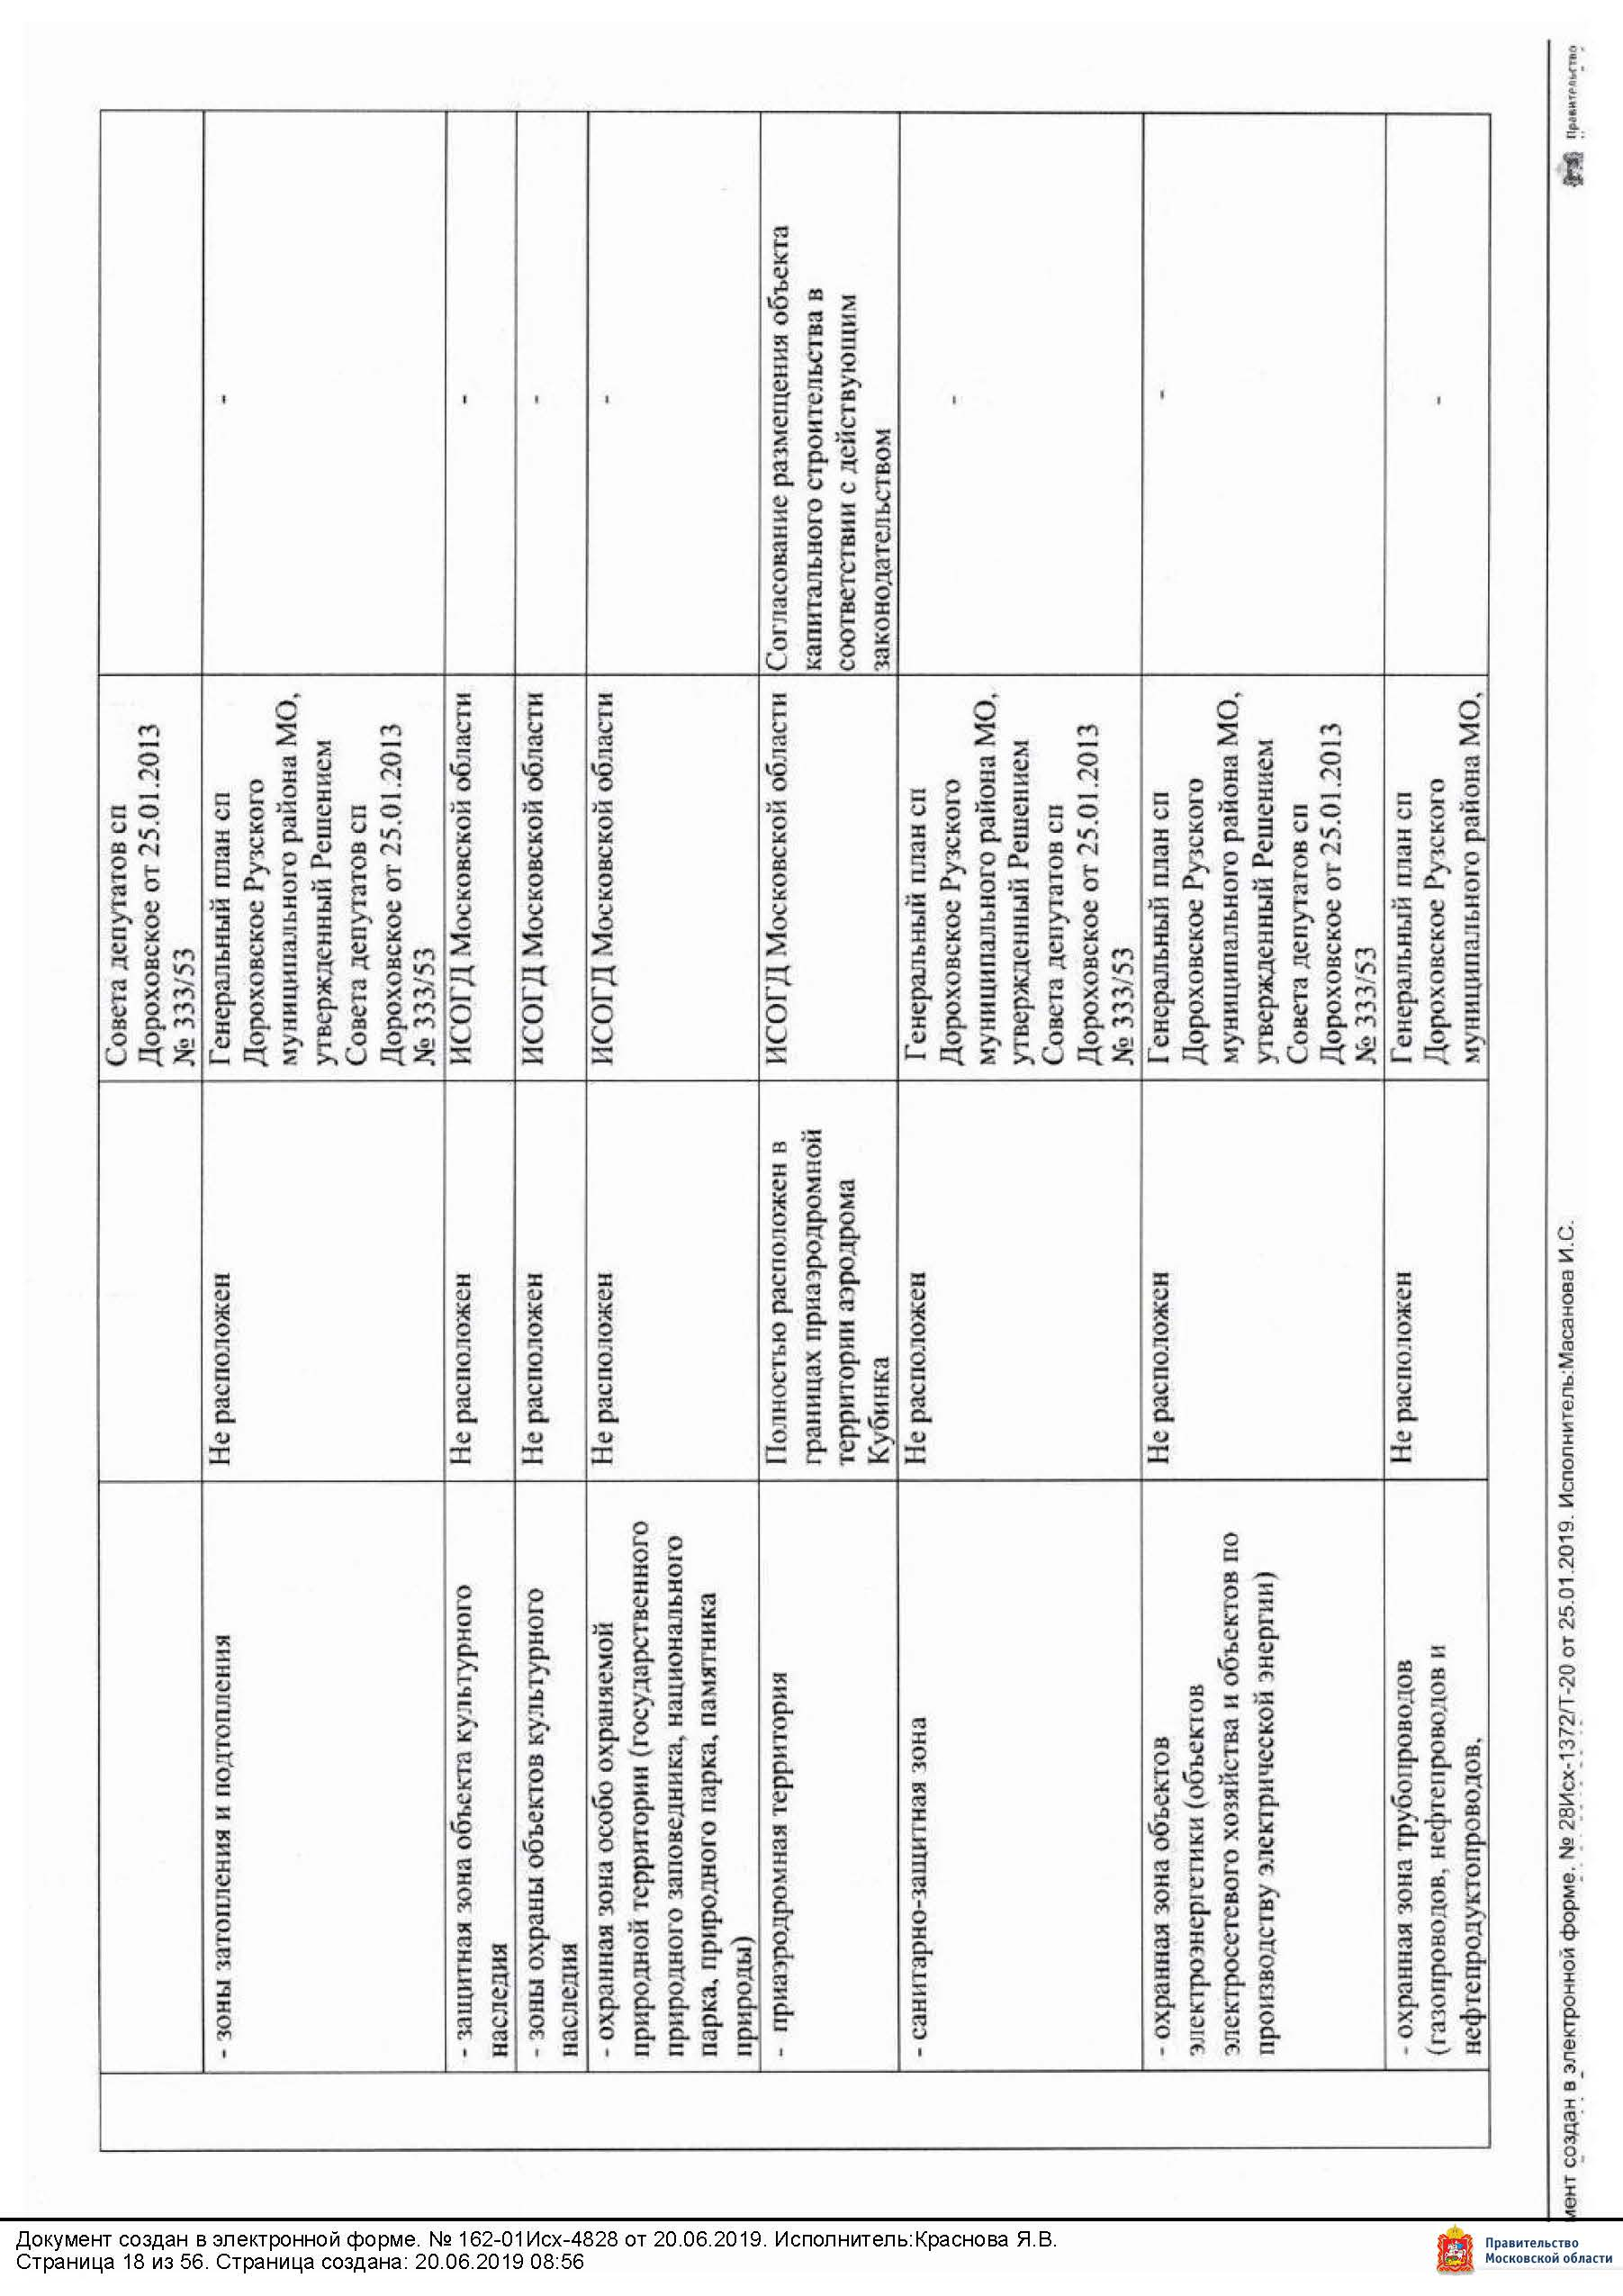 Совета депутатов сп
Дороховское от 25.01.2013
№ 333/53
- зоны затопления и подтопления
Не расположен
Генеральный план сп
Дороховское Рузского
муниципального района МО,
утвержденный Решением
Совета депутатов сп
Дороховское от 25.01.2013
№ 333/53
-
- защитная зона объекта культурного
наследия
Не расположен
ИСОГД Московской области
-
- зоны охраны объектов культурного
наследия
Не расположен
ИСОГД Московской области
-
- охранная зона особо охраняемой
природной территории (государственного
природного заповедника, национального
парка, природного парка, памятника
природы)
Не расположен
ИСОГД Московской области
-
- приаэродромная территория
Полностью расположен в
границах приаэродромной
территории аэродрома
Кубинка
ИСОГД Московской области
Согласование размещения объекта
капитального строительства в
соответствии с действующим
законодательством
- санитарно-защитная зона
Не расположен
Генеральный план сп
Дороховское Рузского
муниципального района МО,
утвержденный Решением
Совета депутатов сп
Дороховское от 25.01.2013
№ 333/53
-
- охранная зона объектов
электроэнергетики (объектов
электросетевого хозяйства и объектов по
производству электрической энергии)
Не расположен
Генеральный план сп
Дороховское Рузского
муниципального района МО,
утвержденный Решением
Совета депутатов сп
Дороховское от 25.01.2013
№ 333/53
-
- охранная зона трубопроводов
(газопроводов, нефтепроводов и
нефтепродуктопроводов,
Не расположен
Генеральный план сп
Дороховское Рузского
муниципального района МО,
-
мент создан в электронной форме. № 28Исх-1372/Т-20 от 25.01.2019. Исполнитель:Масанова И.С.
Правительство
Документ создан в электронной форме. № 162-01Исх-4828 от 20.06.2019. Исполнитель:Краснова Я.В.
Страница 18 из 56. Страница создана: 20.06.2019 08:56
Правительство
Московской области